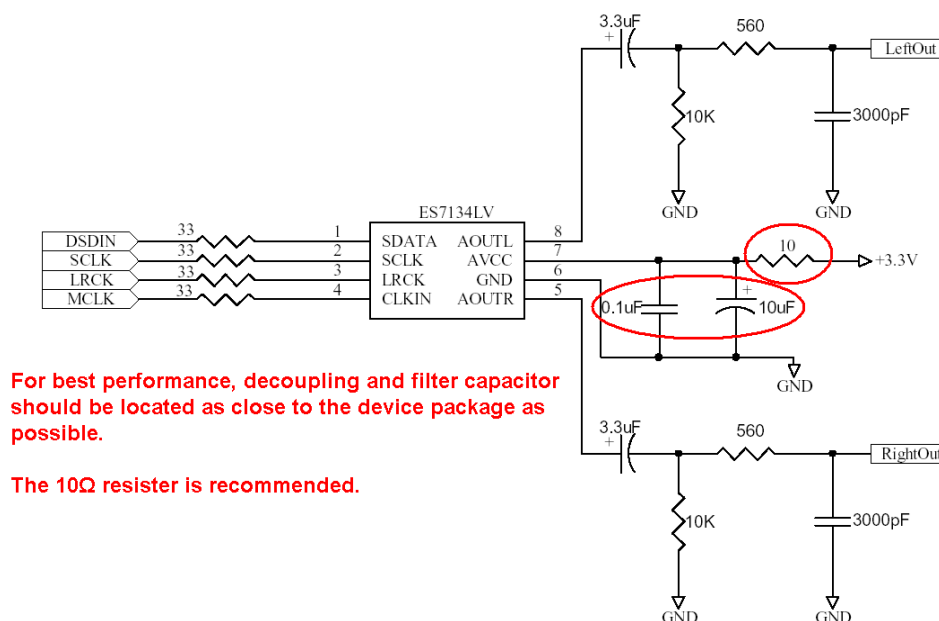 3.3uF
+
560
LeftOut
10K
3000pF
GND
GND
ES7134LV
DSDIN 33 1 SDATA AOUTL 8
SCLK 33 2 SCLK AVCC 7 10 +3.3V
LRCK 33 3 LRCK GND 6
MCLK 33 4 CLKIN AOUTR 5
+
0.1uF 10uF
GND
For best performance, decoupling and filter capacitor
should be located as close to the device package as
possible.
The 10Ω resister is recommended.
3.3uF
+
560
RightOut
10K
3000pF
GND
GND